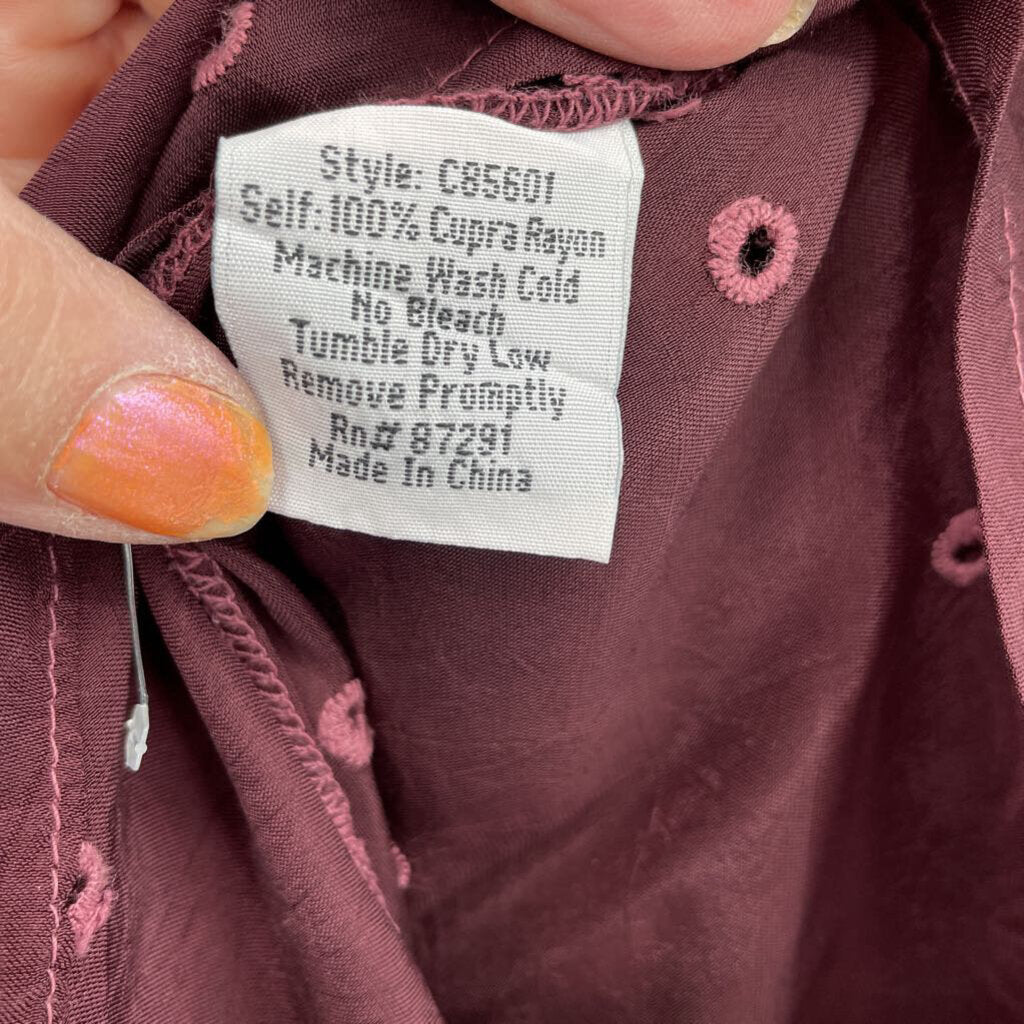 Style: C85601
Self: 100% Cupra Rayon
Machine Wash Cold
No Bleach
Tumble Dry Low
Remove Promptly
Rn# 87291
Made In China